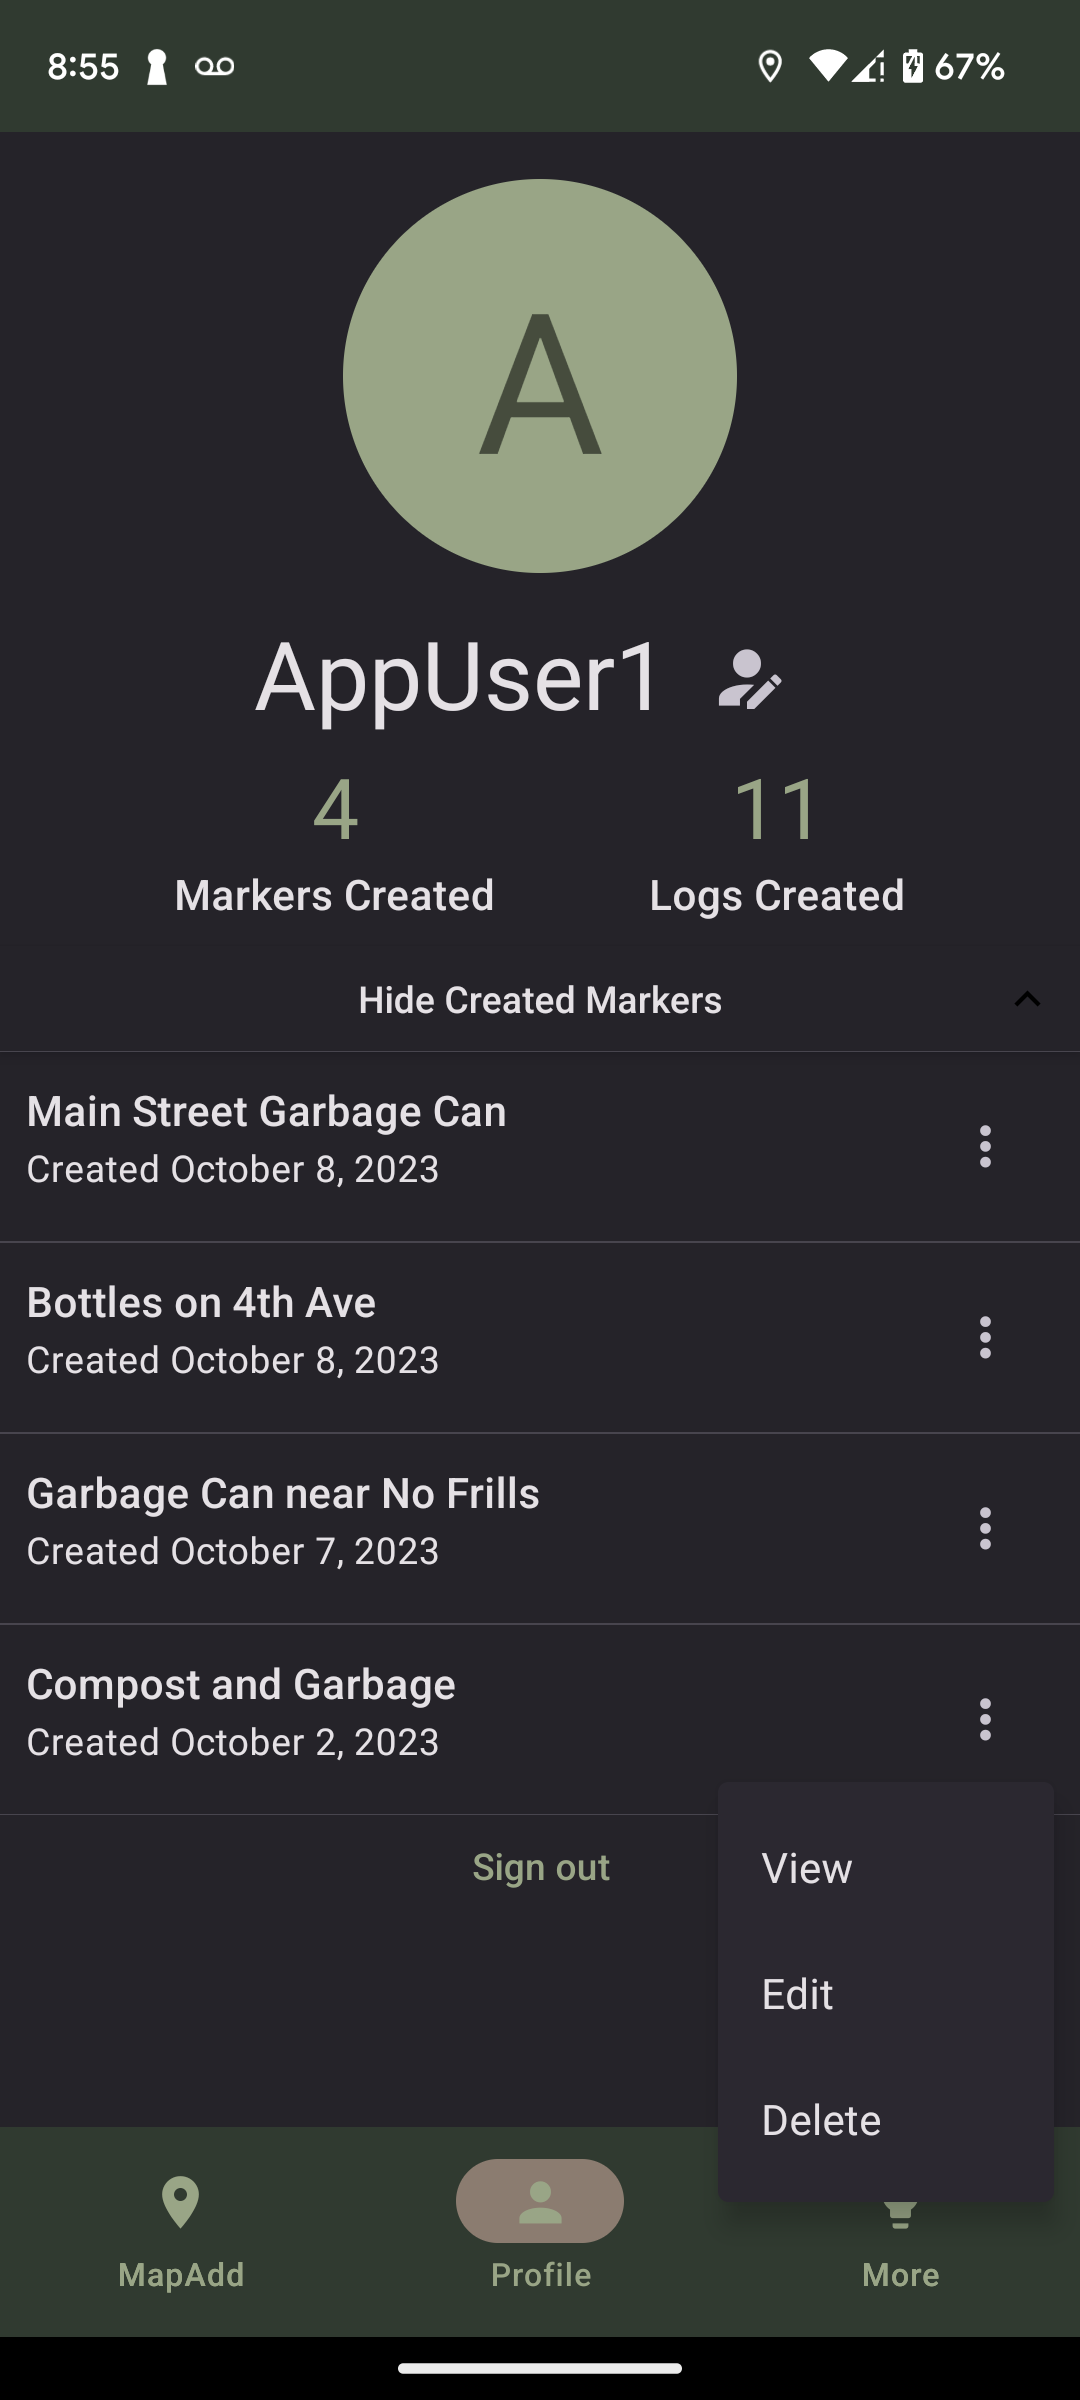 8:55 67%
A
AppUser1
4 11
Markers Created Logs Created
Hide Created Markers
Main Street Garbage Can
Created October 8, 2023
Bottles on 4th Ave
Created October 8, 2023
Garbage Can near No Frills
Created October 7, 2023
Compost and Garbage
Created October 2, 2023
Sign out
View
Edit
Delete
MapAdd Profile More